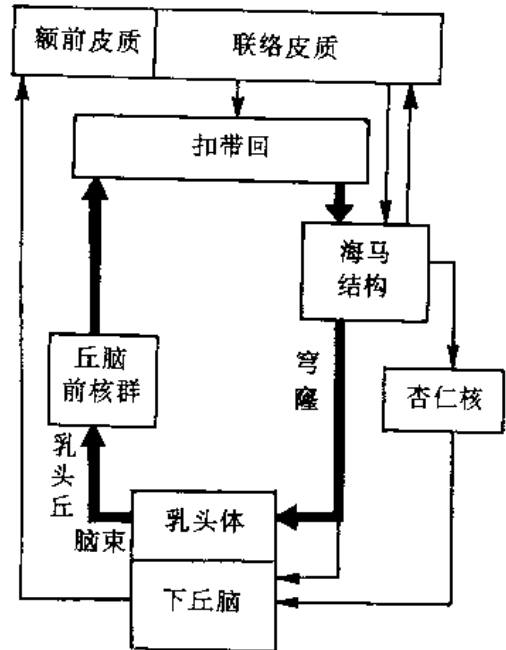 额前皮质
联络皮质
扣带回
海马
结构
丘脑
前核群
穹
窿
杏仁核
乳
头
丘
脑束
乳头体
下丘脑